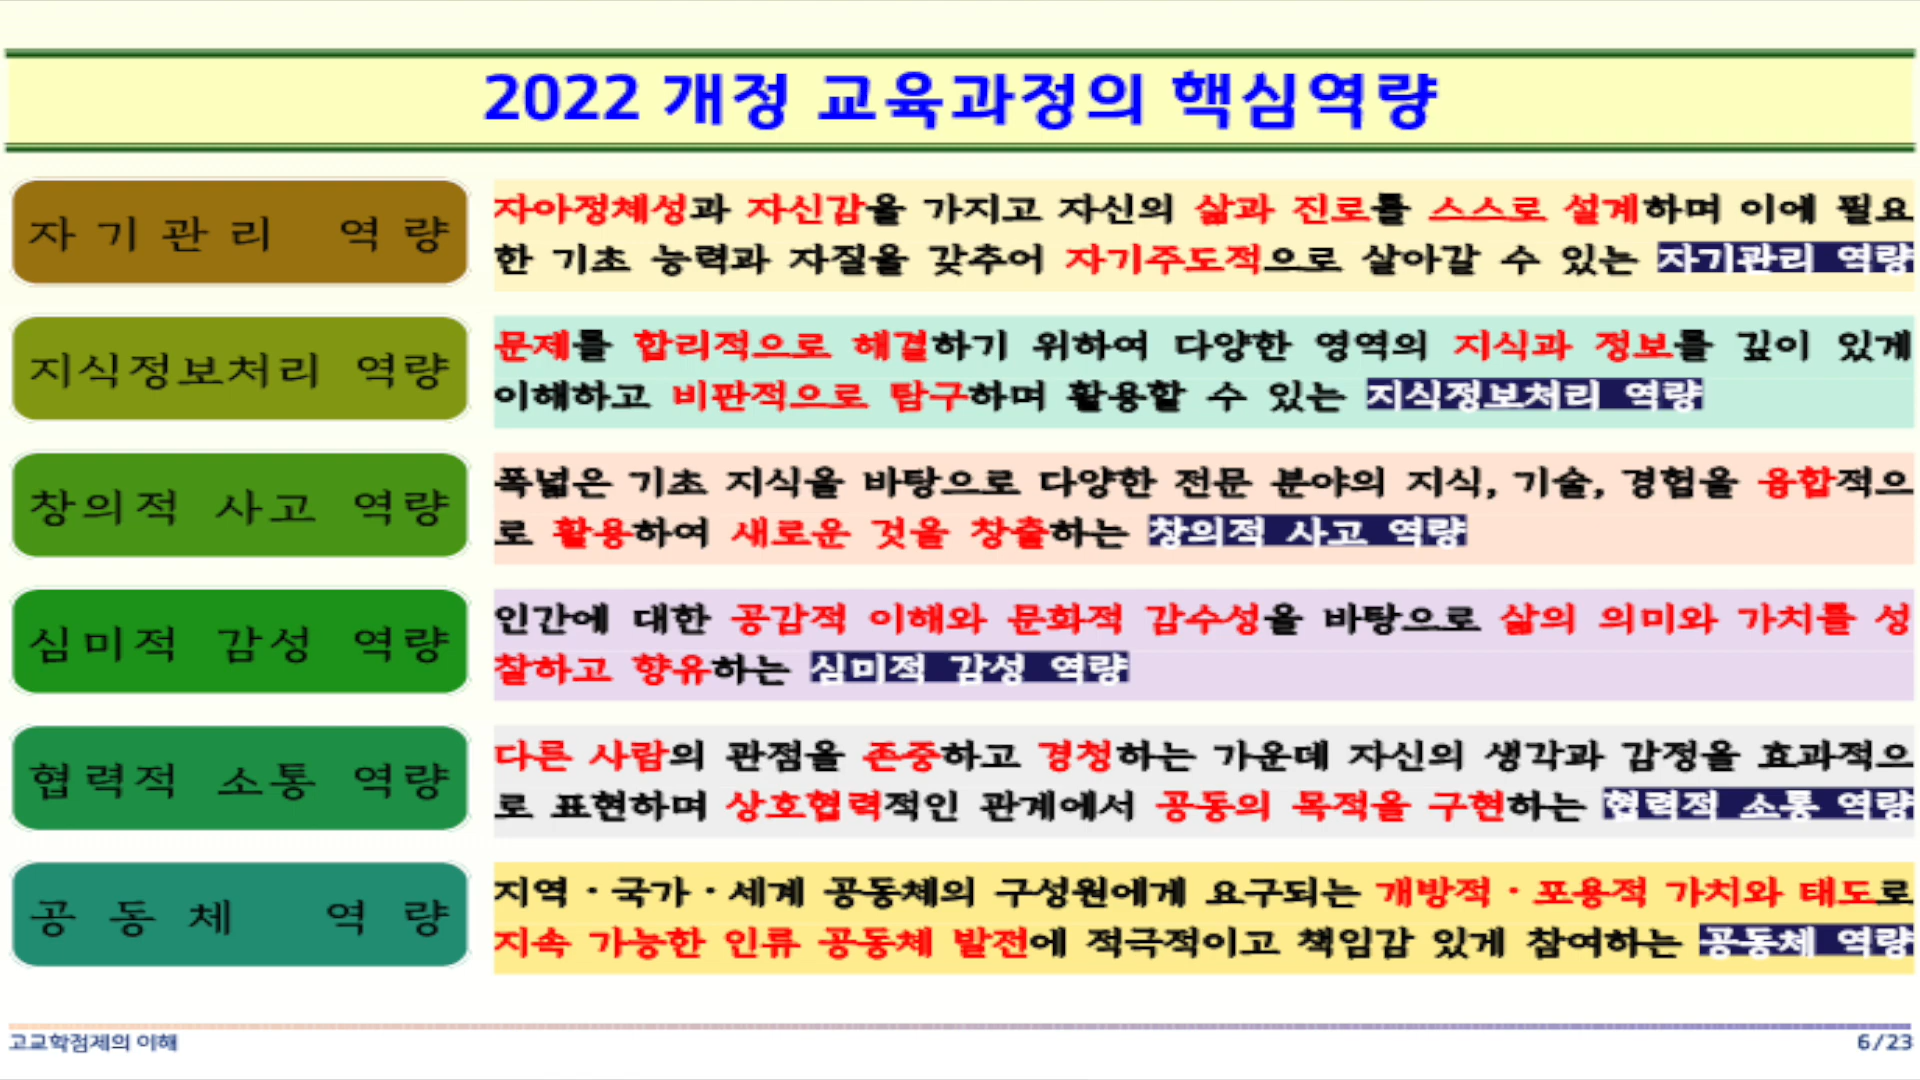 2022 개정 교육과정의 핵심역량
자기관리 역량
자아정체성과 자신감을 가지고 자신의 삶과 진로를 스스로 설계하며 이에 필요
한 기초 능력과 자질을 갖추어 자기주도적으로 살아갈 수 있는 자기관리 역량
지식정보처리 역량
문제를 합리적으로 해결하기 위하여 다양한 영역의 지식과 정보를 깊이 있게
이해하고 비판적으로 탐구하며 활용할 수 있는 지식정보처리 역량
창의적 사고 역량
폭넓은 기초 지식을 바탕으로 다양한 전문 분야의 지식, 기술, 경험을 융합적으
로 활용하여 새로운 것을 창출하는 창의적 사고 역량
심미적 감성 역량
인간에 대한 공감적 이해와 문화적 감수성을 바탕으로 삶의 의미와 가치를 성
찰하고 향유하는 심미적 감성 역량
협력적 소통 역량
다른 사람의 관점을 존중하고 경청하는 가운데 자신의 생각과 감정을 효과적으
로 표현하며 상호협력적인 관계에서 공동의 목적을 구현하는 협력적 소통 역량
공동체 역량
지역·국가·세계 공동체의 구성원에게 요구되는 개방적·포용적 가치와 태도로
지속 가능한 인류 공동체 발전에 적극적이고 책임감 있게 참여하는 공동체 역량
고교학점제의 이해
6/23